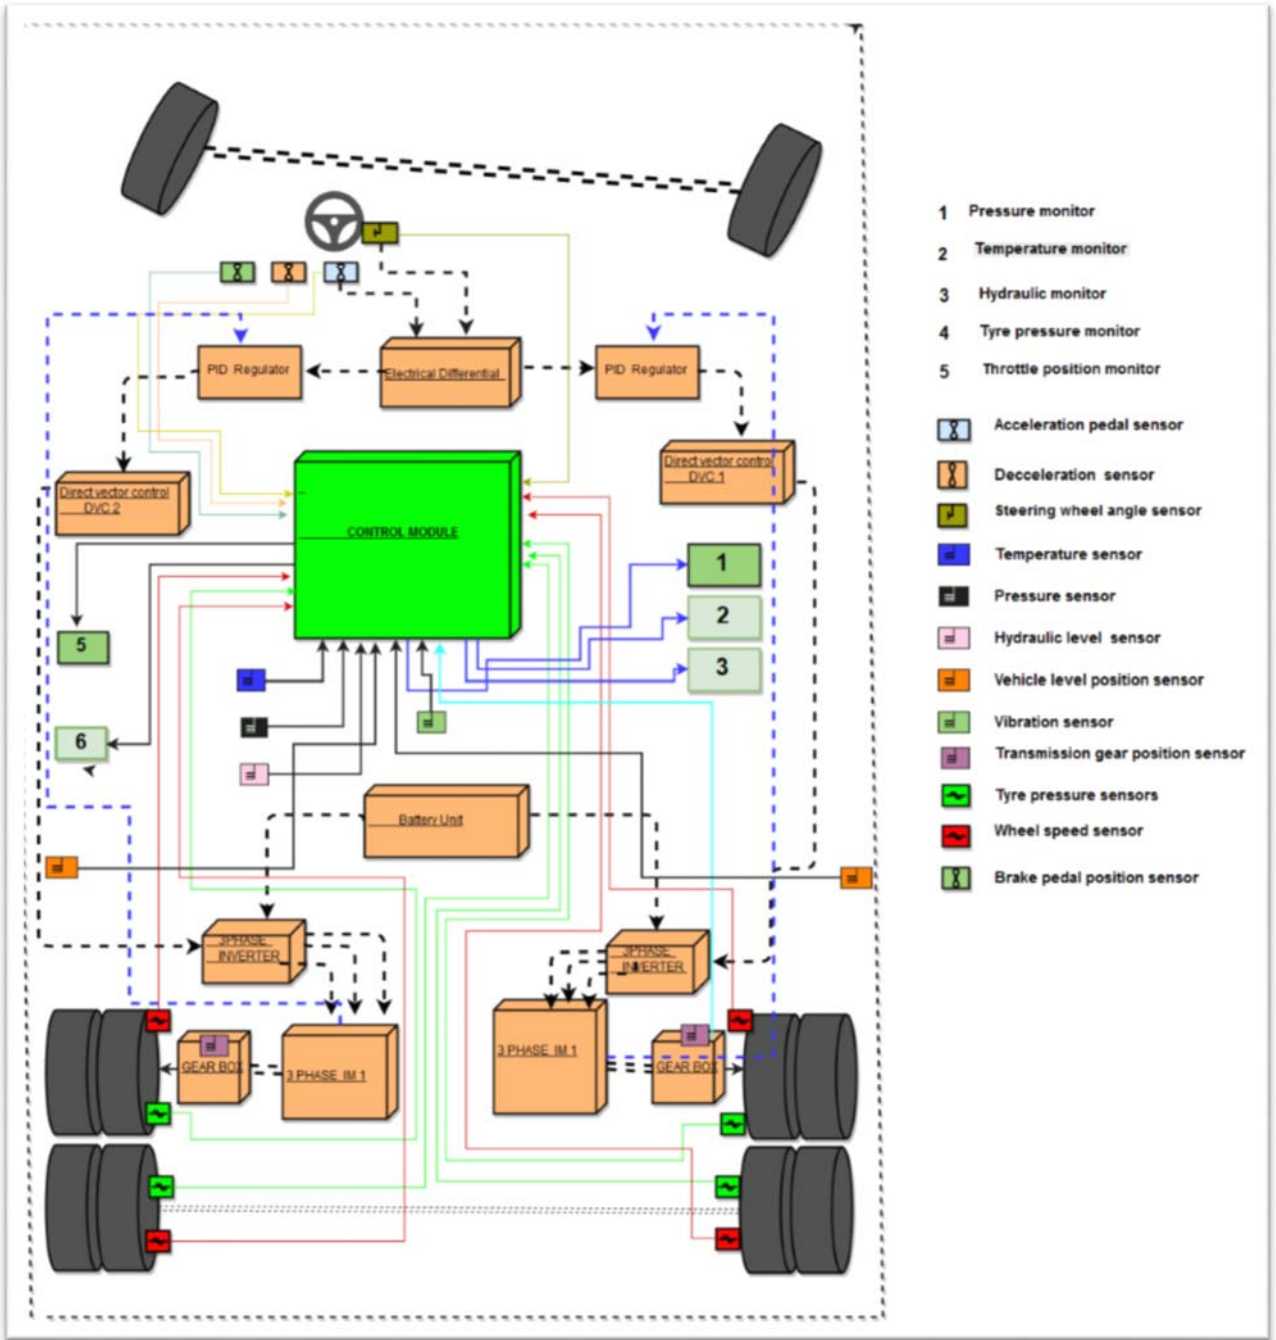 1 Pressure monitor
2 Temperature monitor
3 Hydraulic monitor
4 Tyre pressure monitor
5 Throttle position monitor
Acceleration pedal sensor
Decceleration sensor
Steering wheel angle sensor
Temperature sensor
Pressure sensor
Hydraulic level sensor
Vehicle level position sensor
Vibration sensor
Transmission gear position sensor
Tyre pressure sensors
Wheel speed sensor
Brake pedal position sensor
PID Regulator
Electrical Differential
PID Regulator
Direct vector control
DVC 2
Direct vector control
DVC 1
CONTROL MODULE
1
2
3
5
6
Battery Unit
3PHASE
INVERTER
3PHASE
INVERTER
GEAR BOX
3 PHASE IM 1
3 PHASE IM 1
GEAR BOX